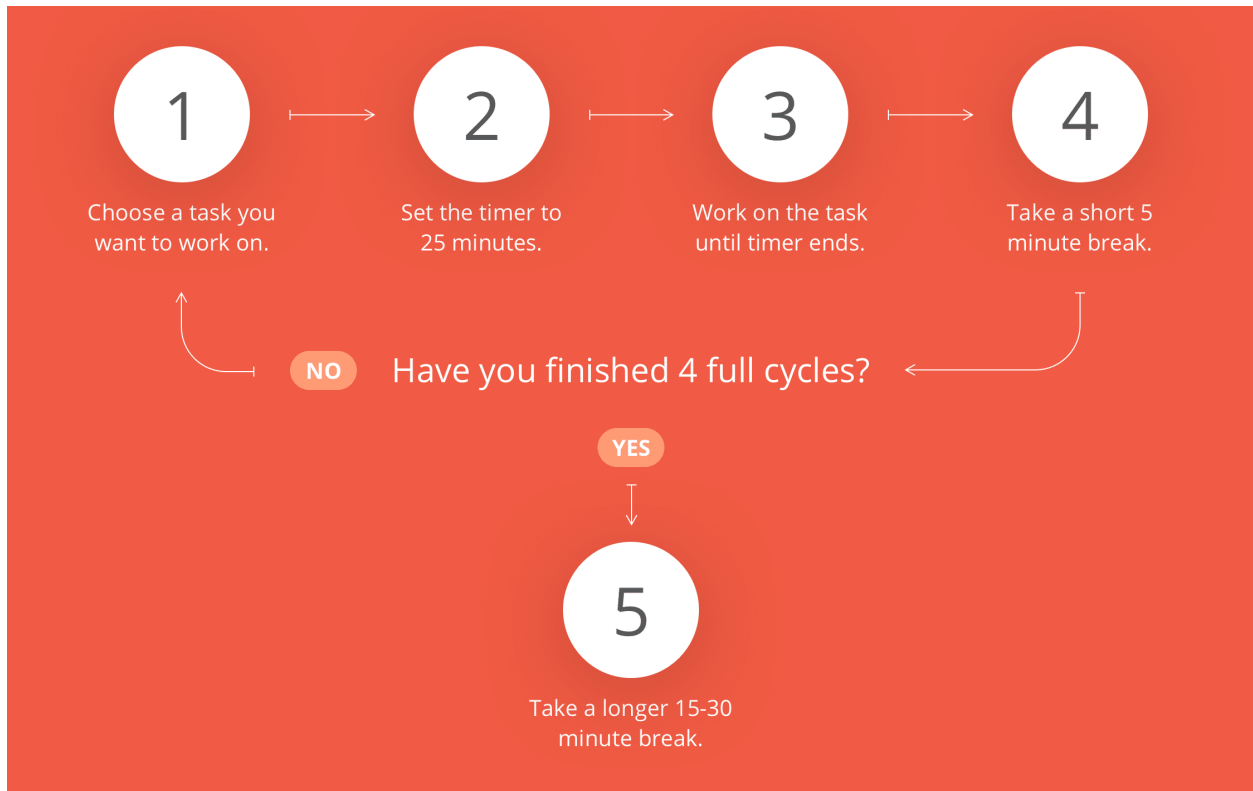 1
2
3
4
Choose a task you
want to work on.
Set the timer to
25 minutes.
Work on the task
until timer ends.
Take a short 5
minute break.
NO
Have you finished 4 full cycles?
YES
5
Take a longer 15-30
minute break.